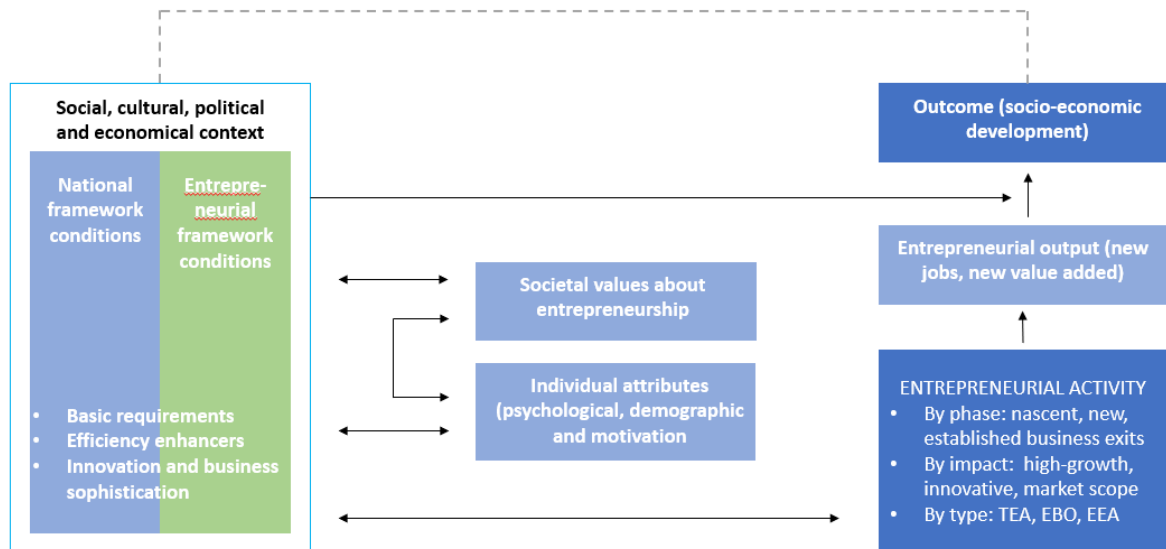 Social, cultural, political
and economical context
National
framework
conditions
Entrepre-
neurial
framework
conditions
• Basic requirements
• Efficiency enhancers
• Innovation and business
sophistication
Societal values about
entrepreneurship
Individual attributes
(psychological, demographic
and motivation
Outcome (socio-economic
development)
Entrepreneurial output (new
jobs, new value added)
ENTREPRENEURIAL ACTIVITY
• By phase: nascent, new,
established business exits
• By impact: high-growth,
innovative, market scope
• By type: TEA, EBO, EEA